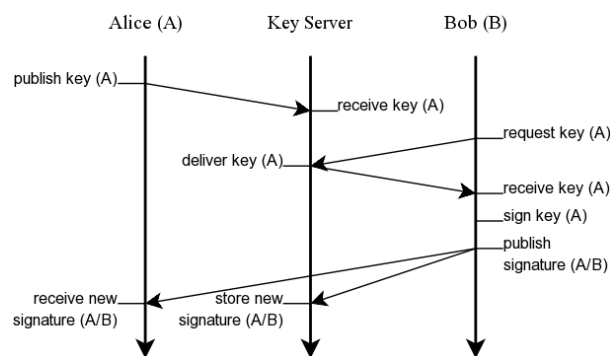 Alice (A)
Key Server
Bob (B)
publish key (A)
receive key (A)
request key (A)
deliver key (A)
receive key (A)
sign key (A)
publish
signature (A/B)
receive new
signature (A/B)
store new
signature (A/B)